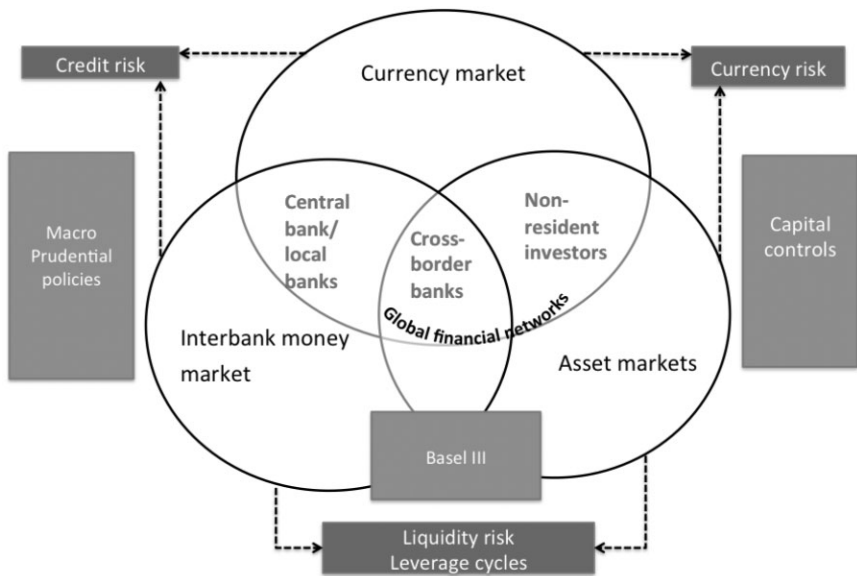 Credit risk
Currency market
Currency risk
Macro
Prudential
policies
Central
bank/
local
banks
Cross-
border
banks
Non-
resident
investors
Capital
controls
Global financial networks
Interbank money
market
Asset markets
Basel III
Liquidity risk
Leverage cycles